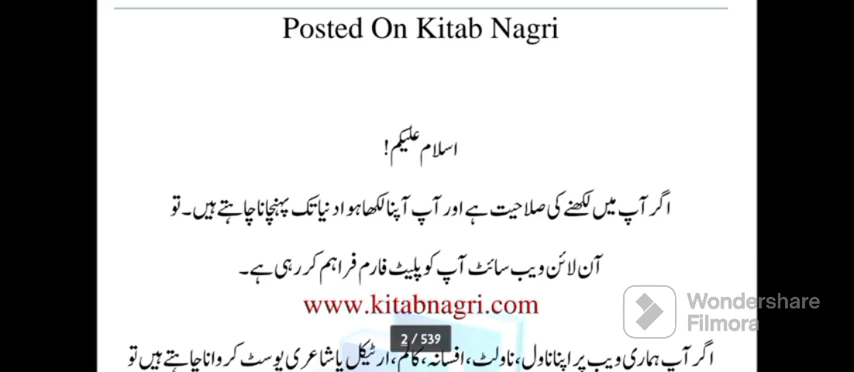 Posted On Kitab Nagri
اسلام علیکم!
اگر آپ میں لکھنے کی صلاحیت ہے اور آپ آپنا لکھا ہوا دنیا تک پہنچانا چاہتے ہیں۔ تو
آن لائن ویب سائٹ آپ کو پلیٹ فارم فراہم کر رہی ہے۔
www.kitabnagri.com
Wondershare
Filmora
2 / 539
اگر آپ ہماری ویب پر اپنا ناول، ناولٹ، افسانہ، کالم، ارٹیکل یا شاعری پوسٹ کروانا چاہتے ہیں تو